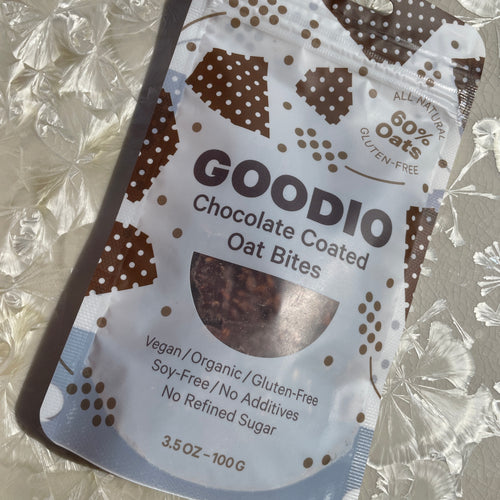 ALL NATURAL
60%
Oats
GLUTEN-FREE
GOODIO
Chocolate Coated
Oat Bites
Vegan/Organic/Gluten-Free
Soy-Free/No Additives
No Refined Sugar
3.5 OZ – 100 G